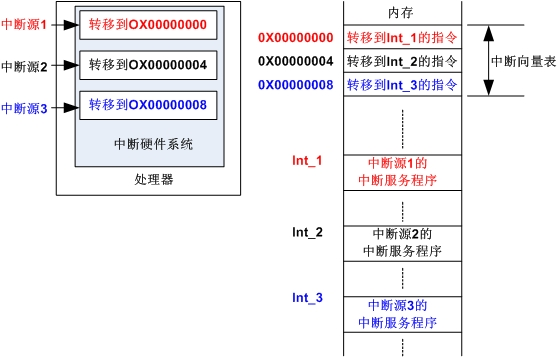 中断源1
转移到OX00000000
中断源2
转移到OX00000004
中断源3
转移到OX00000008
中断硬件系统
处理器
内存
0X00000000
转移到Int_1的指令
0X00000004
转移到Int_2的指令
0X00000008
转移到Int_3的指令
中断向量表
Int_1
中断源1的
中断服务程序
Int_2
中断源2的
中断服务程序
Int_3
中断源3的
中断服务程序